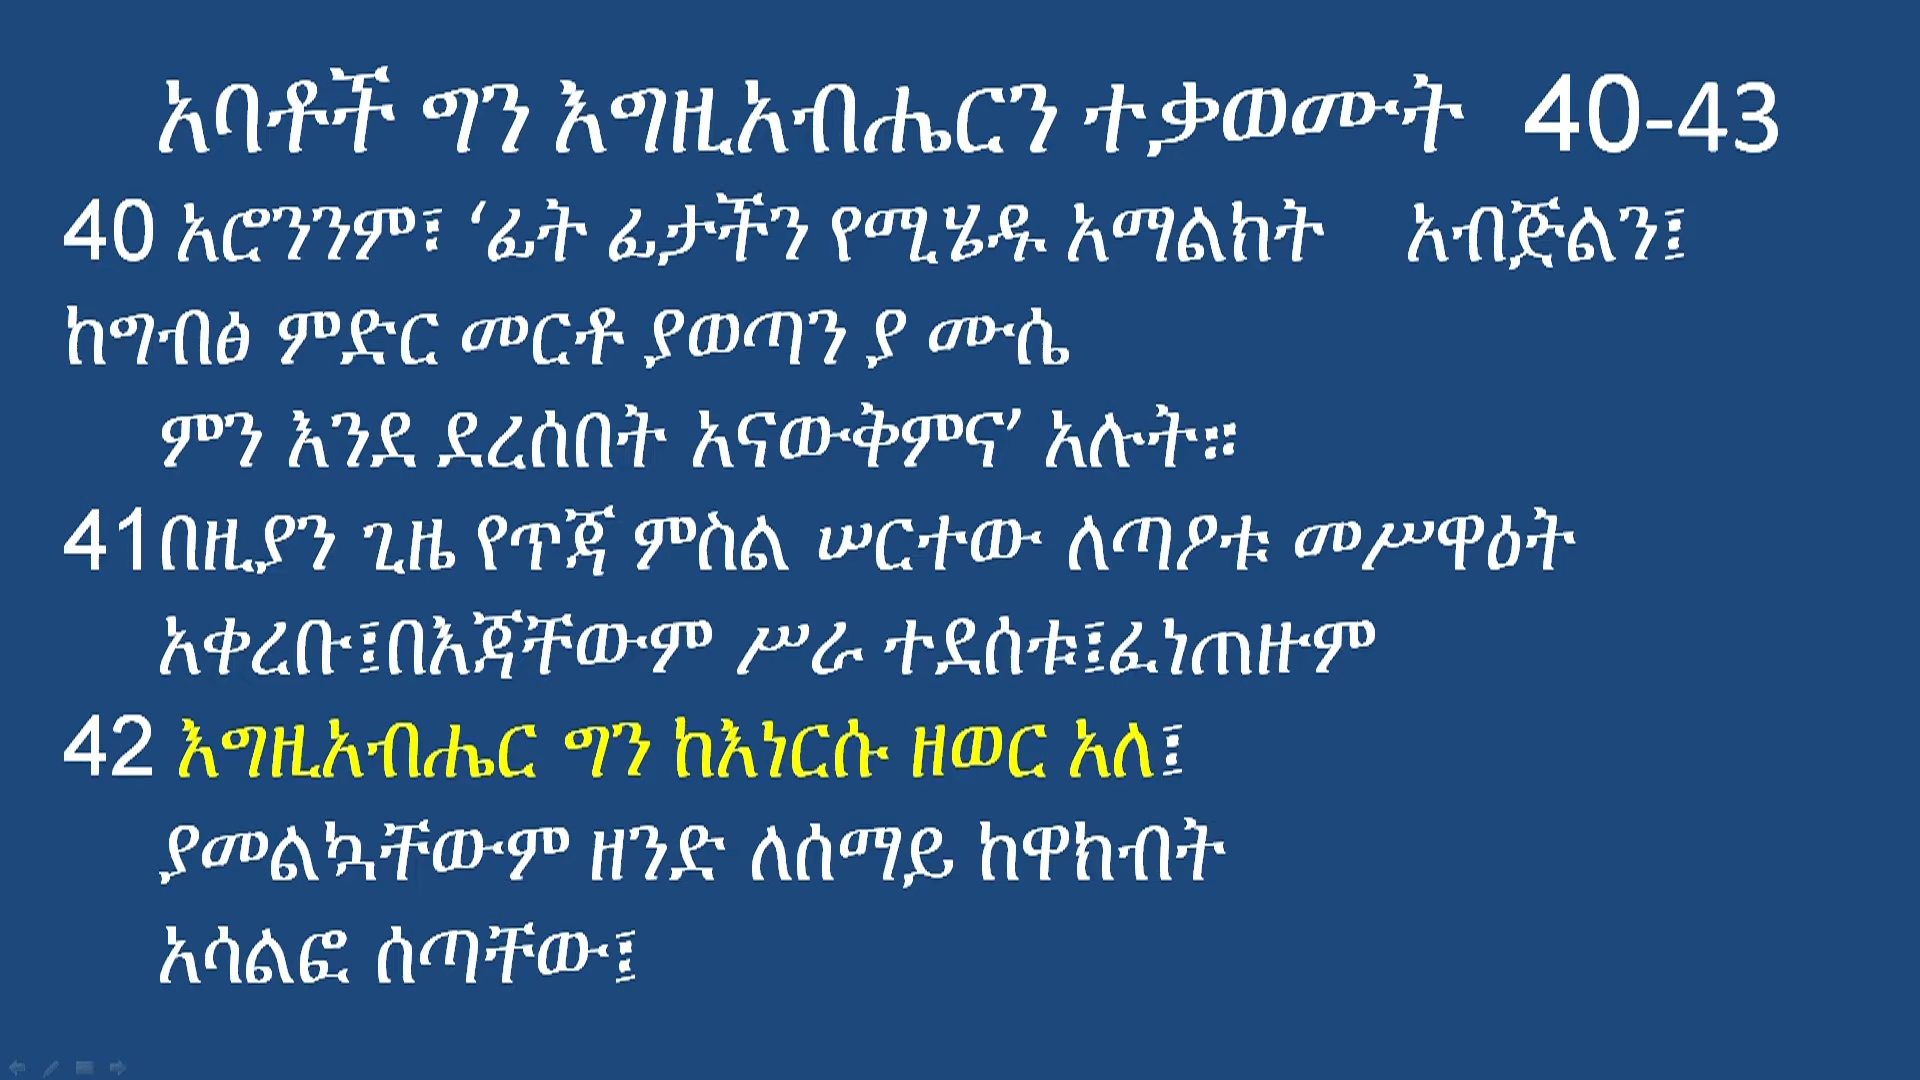 አባቶች ግን እግዚአብሔርን ተቃወሙት 40-43
40 አሮንንም፣ ‘ፊት ፊታችን የሚሄዱ አማልክት አብጅልን፤
ከግብፅ ምድር መርቶ ያወጣን ያ ሙሴ
ምን እንደ ደረሰበት አናውቅምና’ አሉት።
41በዚያን ጊዜ የጥጃ ምስል ሠርተው ለጣዖቱ መሥዋዕት
አቀረቡ፤በእጃቸውም ሥራ ተደሰቱ፤ፈነጠዙም
42 እግዚአብሔር ግን ከእነርሱ ዘወር አለ፤
ያመልኳቸውም ዘንድ ለሰማይ ከዋክብት
አሳልፎ ሰጣቸው፤